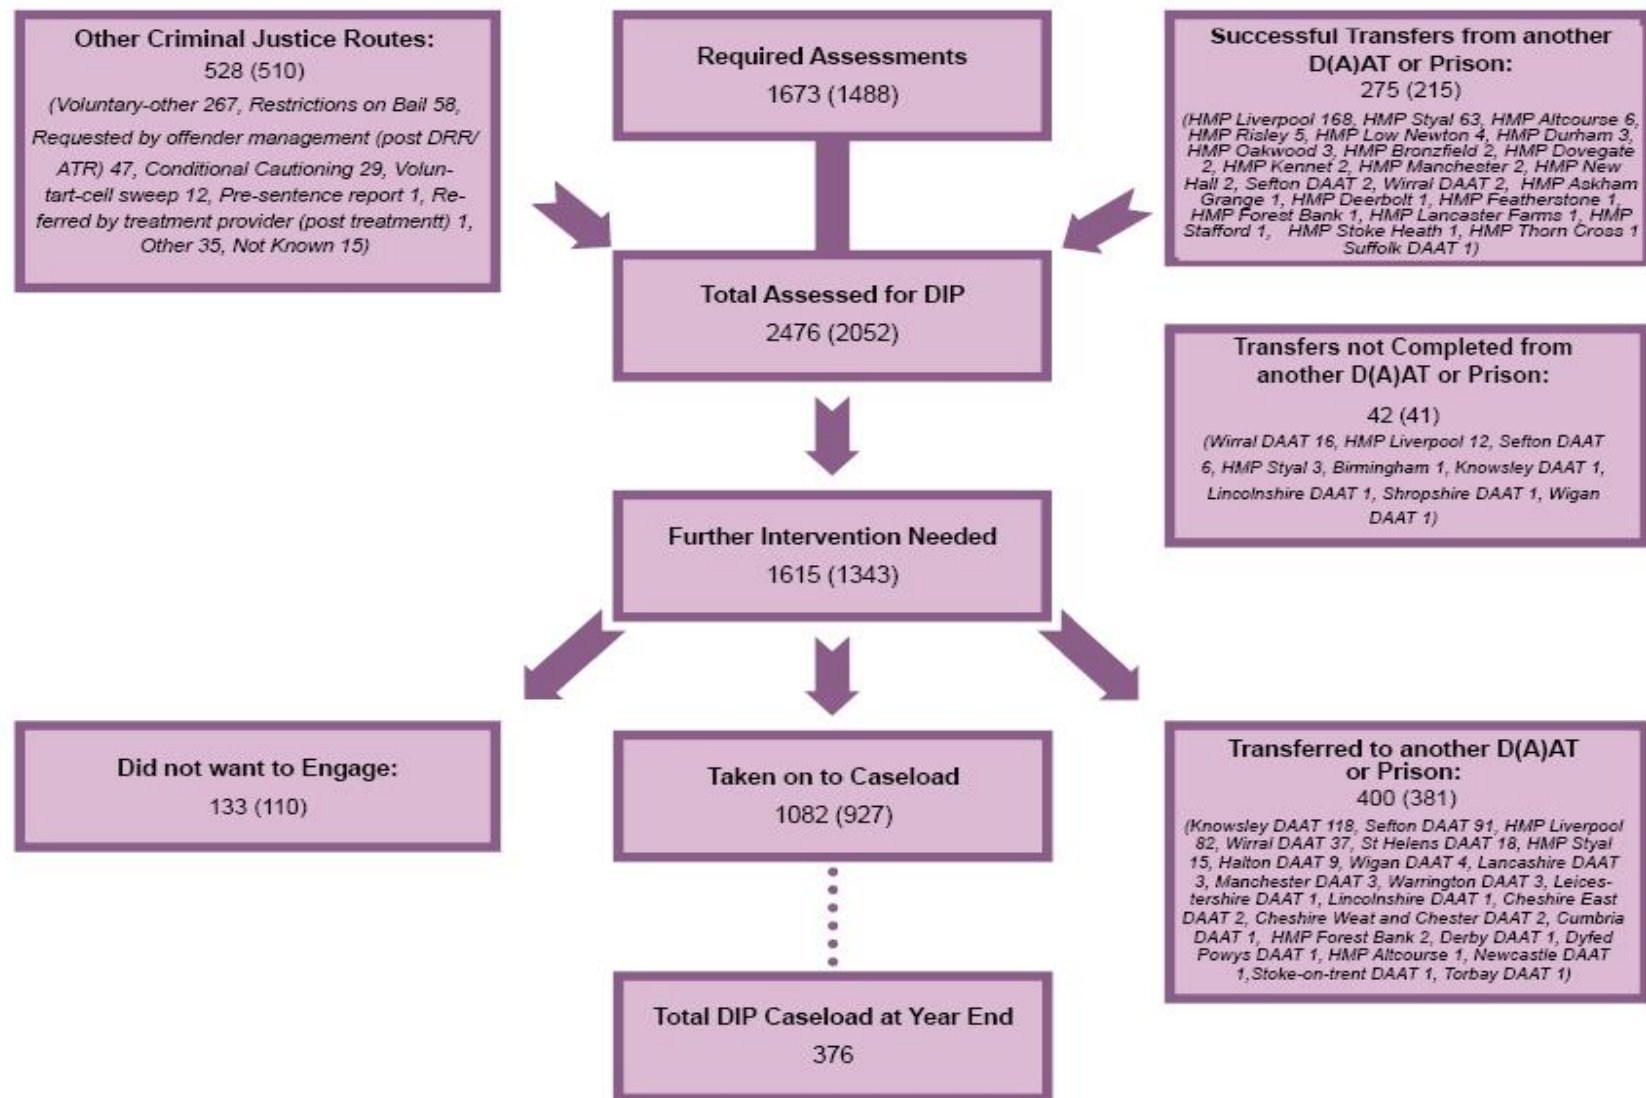 Other Criminal Justice Routes:
528 (510)
(Voluntary-other 267, Restrictions on Bail 58,
Requested by offender management (post DRR/
ATR) 47, Conditional Cautioning 29, Volun-
tart-cell sweep 12, Pre-sentence report 1, Re-
ferred by treatment provider (post treatmentt) 1,
Other 35, Not Known 15)
Required Assessments
1673 (1488)
Successful Transfers from another
D(A)AT or Prison:
275 (215)
(HMP Liverpool 168, HMP Styal 63, HMP Altcourse 6,
HMP Risley 5, HMP Low Newton 4, HMP Durham 3,
HMP Oakwood 3, HMP Bronzfield 2, HMP Dovegate
2, HMP Kennet 2, HMP Manchester 2, HMP New
Hall 2, Sefton DAAT 2, Wirral DAAT 2, HMP Askham
Grange 1, HMP Deerbolt 1, HMP Featherstone 1,
HMP Forest Bank 1, HMP Lancaster Farms 1, HMP
Stafford 1, HMP Stoke Heath 1, HMP Thorn Cross 1
Suffolk DAAT 1)
Total Assessed for DIP
2476 (2052)
Transfers not Completed from
another D(A)AT or Prison:
42 (41)
(Wirral DAAT 16, HMP Liverpool 12, Sefton DAAT
6, HMP Styal 3, Birmingham 1, Knowsley DAAT 1,
Lincolnshire DAAT 1, Shropshire DAAT 1, Wigan
DAAT 1)
Further Intervention Needed
1615 (1343)
Did not want to Engage:
133 (110)
Taken on to Caseload
1082 (927)
Transferred to another D(A)AT
or Prison:
400 (381)
(Knowsley DAAT 118, Sefton DAAT 91, HMP Liverpool
82, Wirral DAAT 37, St Helens DAAT 18, HMP Styal
15, Halton DAAT 9, Wigan DAAT 4, Lancashire DAAT
3, Manchester DAAT 3, Warrington DAAT 3, Leices-
tershire DAAT 1, Lincolnshire DAAT 1, Cheshire East
DAAT 2, Cheshire Weat and Chester DAAT 2, Cumbria
DAAT 1, HMP Forest Bank 2, Derby DAAT 1, Dyfed
Powys DAAT 1, HMP Altcourse 1, Newcastle DAAT
1,Stoke-on-trent DAAT 1, Torbay DAAT 1)
Total DIP Caseload at Year End
376